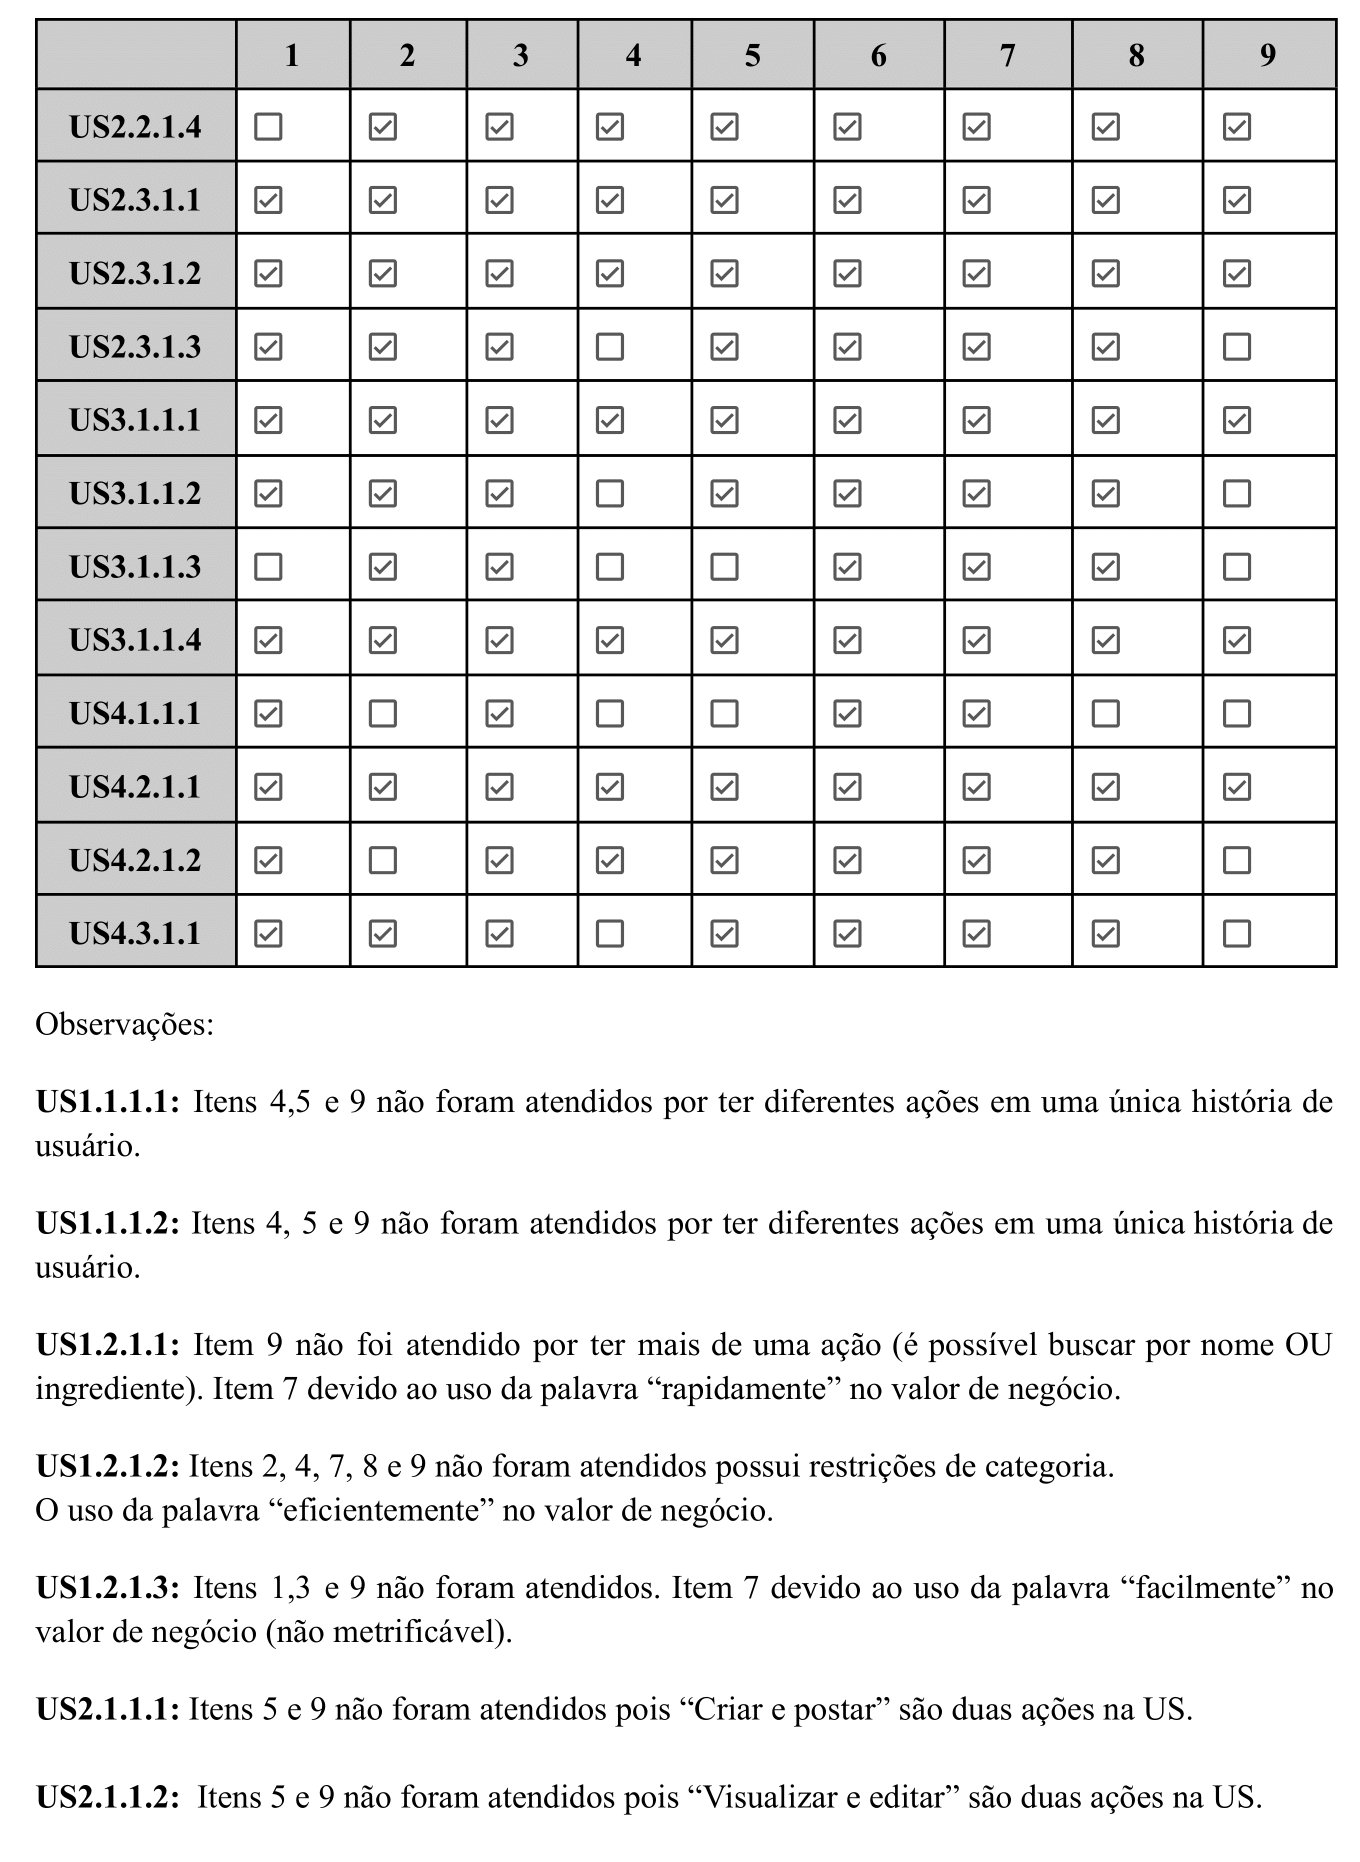 1 2 3 4 5 6 7 8 9
US2.2.1.4 ☐ ☑ ☑ ☑ ☑ ☑ ☑ ☑ ☑
US2.3.1.1 ☑ ☑ ☑ ☑ ☑ ☑ ☑ ☑ ☑
US2.3.1.2 ☑ ☑ ☑ ☑ ☑ ☑ ☑ ☑ ☑
US2.3.1.3 ☑ ☑ ☑ ☐ ☑ ☑ ☑ ☑ ☐
US3.1.1.1 ☑ ☑ ☑ ☑ ☑ ☑ ☑ ☑ ☑
US3.1.1.2 ☑ ☑ ☑ ☐ ☑ ☑ ☑ ☑ ☐
US3.1.1.3 ☐ ☑ ☑ ☐ ☐ ☑ ☑ ☑ ☐
US3.1.1.4 ☑ ☑ ☑ ☑ ☑ ☑ ☑ ☑ ☑
US4.1.1.1 ☑ ☐ ☑ ☐ ☐ ☑ ☑ ☐ ☐
US4.2.1.1 ☑ ☑ ☑ ☑ ☑ ☑ ☑ ☑ ☑
US4.2.1.2 ☑ ☐ ☑ ☑ ☑ ☑ ☑ ☑ ☐
US4.3.1.1 ☑ ☑ ☑ ☐ ☑ ☑ ☑ ☑ ☐
Observações:
US1.1.1.1: Itens 4,5 e 9 não foram atendidos por ter diferentes ações em uma única história de
usuário.
US1.1.1.2: Itens 4, 5 e 9 não foram atendidos por ter diferentes ações em uma única história de
usuário.
US1.2.1.1: Item 9 não foi atendido por ter mais de uma ação (é possível buscar por nome OU
ingrediente). Item 7 devido ao uso da palavra “rapidamente” no valor de negócio.
US1.2.1.2: Itens 2, 4, 7, 8 e 9 não foram atendidos possui restrições de categoria.
O uso da palavra “eficientemente” no valor de negócio.
US1.2.1.3: Itens 1,3 e 9 não foram atendidos. Item 7 devido ao uso da palavra “facilmente” no
valor de negócio (não metrificável).
US2.1.1.1: Itens 5 e 9 não foram atendidos pois “Criar e postar” são duas ações na US.
US2.1.1.2: Itens 5 e 9 não foram atendidos pois “Visualizar e editar” são duas ações na US.